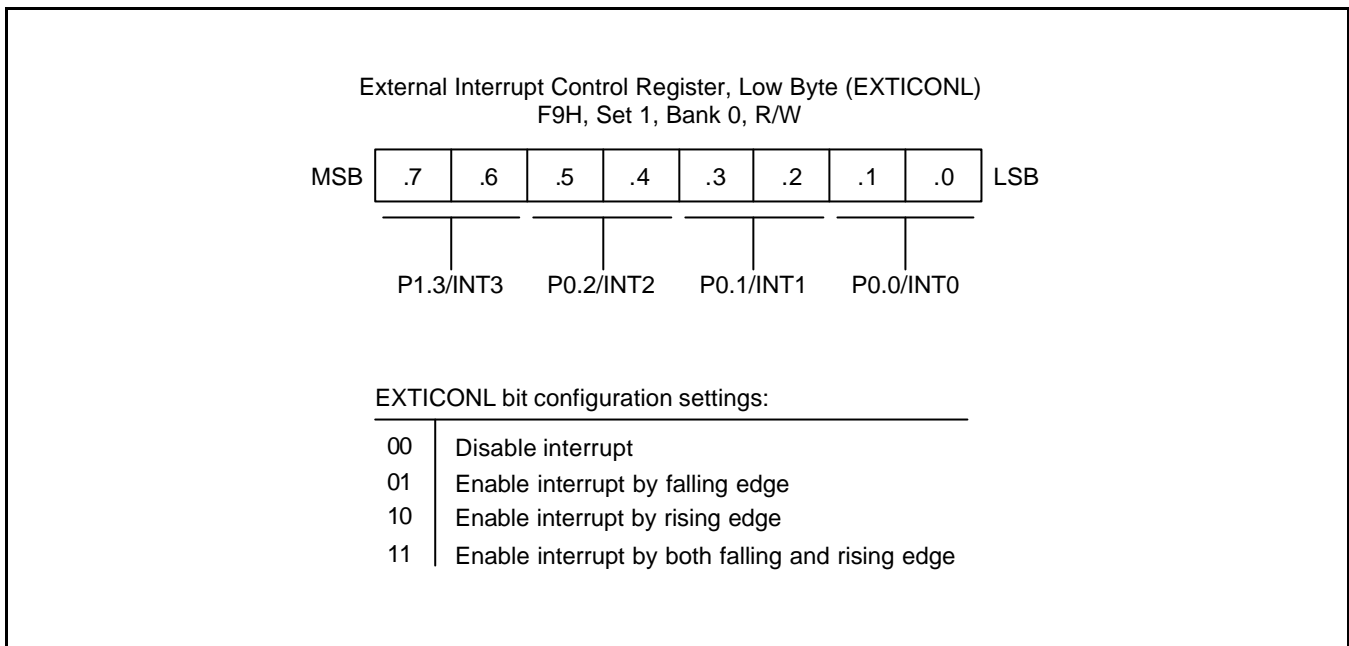 External Interrupt Control Register, Low Byte (EXTICONL)
F9H, Set 1, Bank 0, R/W
MSB .7 .6 .5 .4 .3 .2 .1 .0 LSB
P1.3/INT3 P0.2/INT2 P0.1/INT1 P0.0/INT0
EXTICONL bit configuration settings:
00 Disable interrupt
01 Enable interrupt by falling edge
10 Enable interrupt by rising edge
11 Enable interrupt by both falling and rising edge